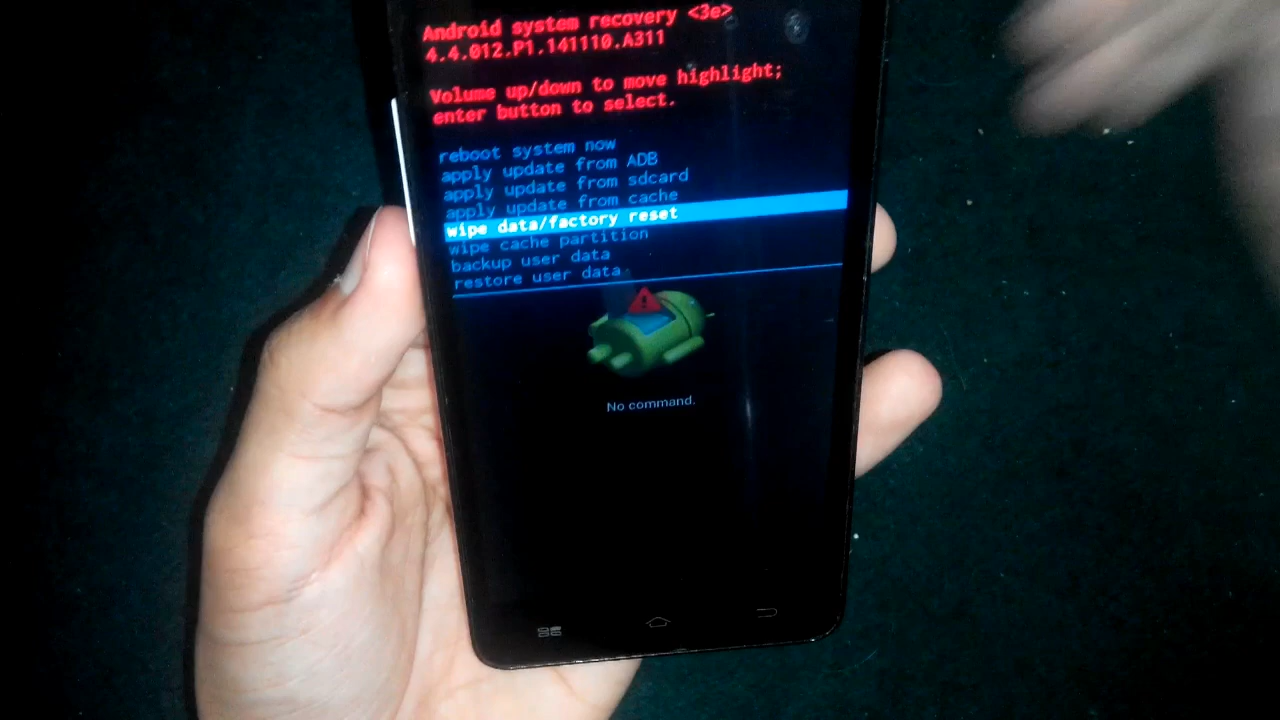 Android system recovery <3e>
4.4.012.P1.141110.A311
Volume up/down to move highlight;
enter button to select.
reboot system now
apply update from ADB
apply update from sdcard
apply update from cache
wipe data/factory reset
wipe cache partition
backup user data
restore user data
No command.